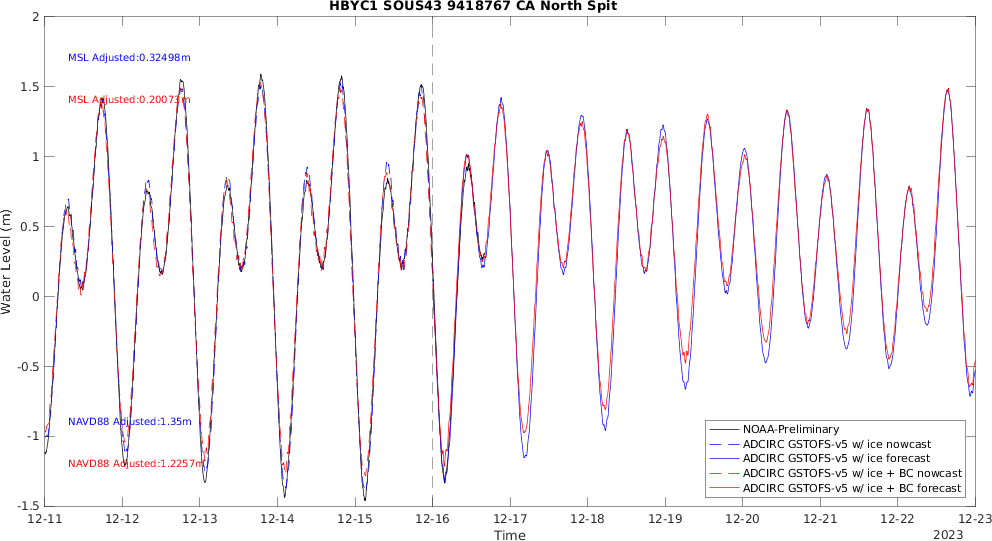 HBYC1 SOUS43 9418767 CA North Spit
2
1.5
1
0.5
0
-0.5
-1
-1.5
Water Level (m)
MSL Adjusted:0.32498m
MSL Adjusted:0.20073m
NAVD88 Adjusted:1.35m
NAVD88 Adjusted:1.2257m
NOAA-Preliminary
ADCIRC GSTOFS-v5 w/ ice nowcast
ADCIRC GSTOFS-v5 w/ ice forecast
ADCIRC GSTOFS-v5 w/ ice + BC nowcast
ADCIRC GSTOFS-v5 w/ ice + BC forecast
12-11 12-12 12-13 12-14 12-15 12-16 12-17 12-18 12-19 12-20 12-21 12-22 12-23
Time
2023